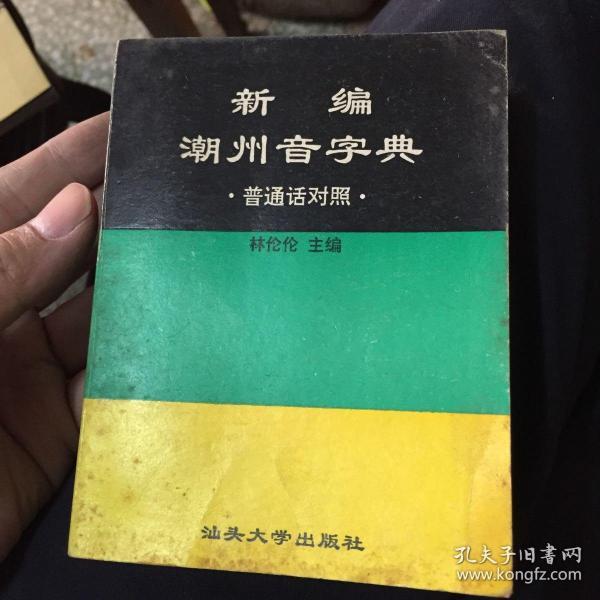 新 编
潮州音字典
·普通话对照·
林伦伦 主编
汕头大学出版社
孔夫子旧書网
www.kongfz.com